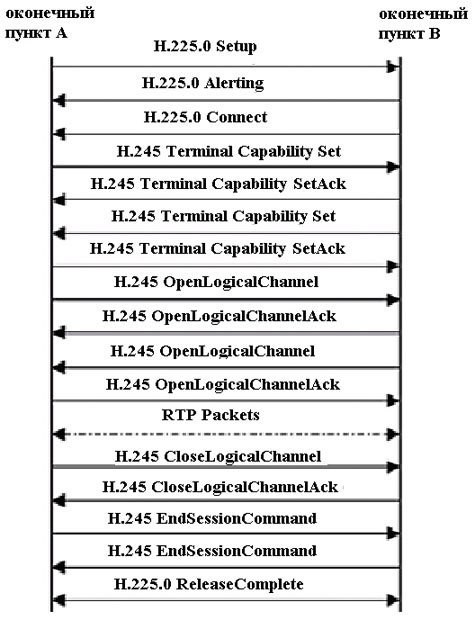 оконечный
пункт A
оконечный
пункт B
H.225.0 Setup
H.225.0 Alerting
H.225.0 Connect
H.245 Terminal Capability Set
H.245 Terminal Capability SetAck
H.245 Terminal Capability Set
H.245 Terminal Capability SetAck
H.245 OpenLogicalChannel
H.245 OpenLogicalChannelAck
H.245 OpenLogicalChannel
H.245 OpenLogicalChannelAck
RTP Packets
H.245 CloseLogicalChannel
H.245 CloseLogicalChannelAck
H.245 EndSessionCommand
H.245 EndSessionCommand
H.225.0 ReleaseComplete